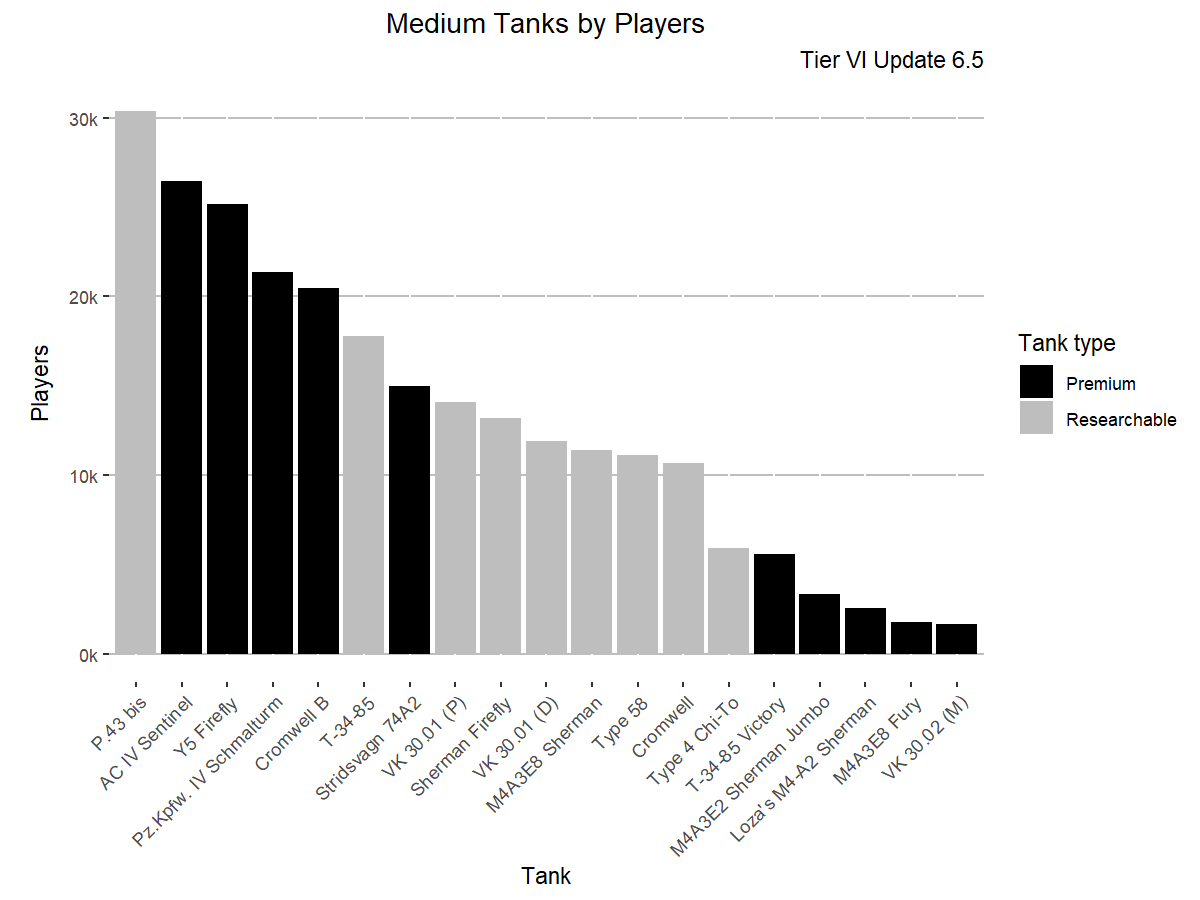 Medium Tanks by Players
Tier VI Update 6.5
Players
30k
20k
10k
0k
P.43 bis
AC IV Sentinel
Y5 Firefly
Pz.Kpfw. IV Schmalturm
Cromwell B
T-34-85
Stridsvagn 74A2
VK 30.01 (P)
Sherman Firefly
VK 30.01 (D)
M4A3E8 Sherman
Type 58
Cromwell
Type 4 Chi-To
T-34-85 Victory
M4A3E2 Sherman Jumbo
Loza's M4-A2 Sherman
M4A3E8 Fury
VK 30.02 (M)
Tank
Tank type
Premium
Researchable